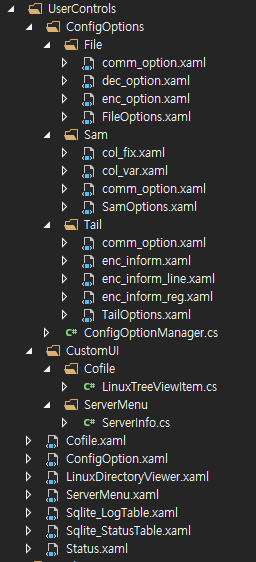 UserControls
ConfigOptions
File
comm_option.xaml
dec_option.xaml
enc_option.xaml
FileOptions.xaml
Sam
col_fix.xaml
col_var.xaml
comm_option.xaml
SamOptions.xaml
Tail
comm_option.xaml
enc_inform.xaml
enc_inform_line.xaml
enc_inform_reg.xaml
TailOptions.xaml
C# ConfigOptionManager.cs
CustomUI
Cofile
C# LinuxTreeViewItem.cs
ServerMenu
C# ServerInfo.cs
Cofile.xaml
ConfigOption.xaml
LinuxDirectoryViewer.xaml
ServerMenu.xaml
Sqlite_LogTable.xaml
Sqlite_StatusTable.xaml
Status.xaml